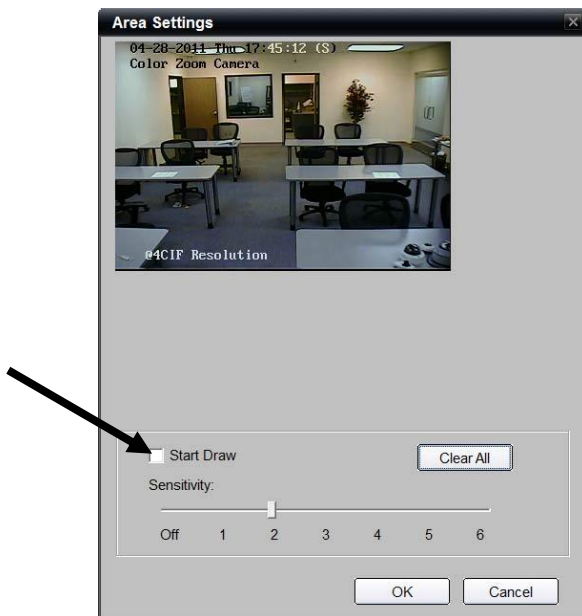 Area Settings
04-28-2011 Thu 17:45:12 (S)
Color Zoom Camera
@4CIF Resolution
Start Draw
Clear All
Sensitivity:
Off 1 2 3 4 5 6
OK Cancel